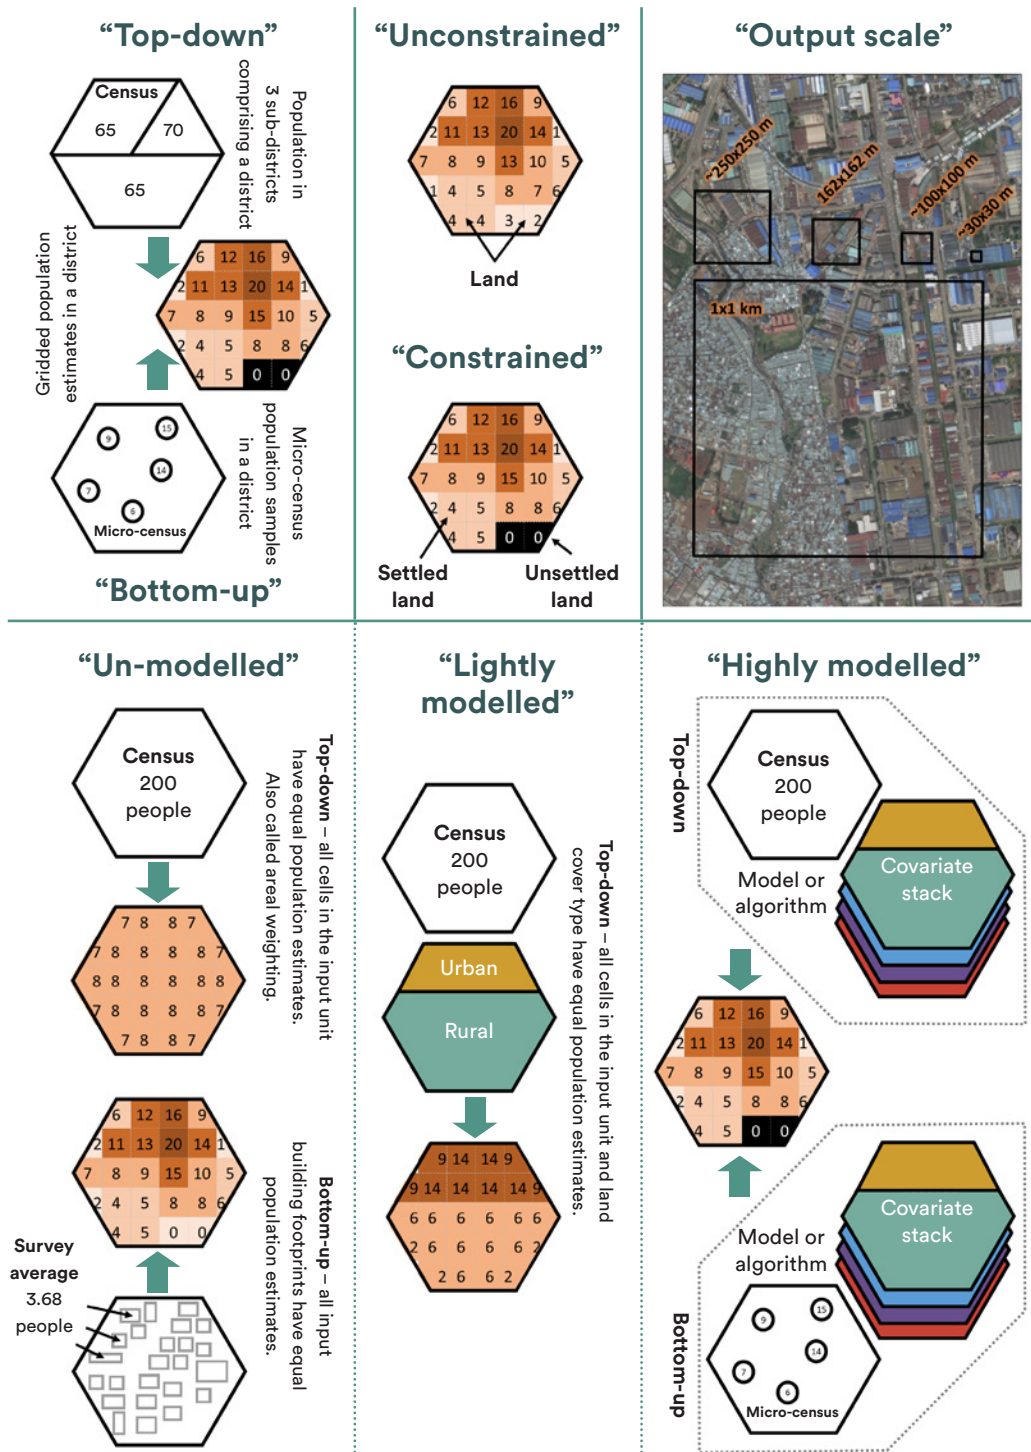 “Top-down”
Census
65 70
65
Population in
3 sub-districts
comprising a district
Gridded population
estimates in a district
6 12 16 9
2 11 13 20 14 1
7 8 9 15 10 5
2 4 5 8 8 6
4 5 0 0
9 15
14
7
6
Micro-census
Micro-census
population samples
in a district
“Bottom-up”
“Unconstrained”
6 12 16 9
2 11 13 20 14 1
7 8 9 13 10 5
1 4 5 8 7 6
4 4 3 2
Land
“Constrained”
6 12 16 9
2 11 13 20 14 1
7 8 9 15 10 5
2 4 5 8 8 6
4 5 0 0
Settled
land
Unsettled
land
“Output scale”
~250x250 m
162x162 m
~100x100 m
~30x30 m
1x1 km
“Un-modelled”
Census
200
people
Top-down – all cells in the input unit
have equal population estimates.
Also called areal weighting.
7 8 8 7
7 8 8 8 8 7
8 8 8 8 8 8
7 8 8 8 8 7
7 8 8 7
6 12 16 9
2 11 13 20 14 1
7 8 9 15 10 5
2 4 5 8 8 6
4 5 0 0
Bottom-up – all input
building footprints have equal
population estimates.
Survey
average
3.68
people
“Lightly
modelled”
Census
200
people
Urban
Rural
Top-down – all cells in the input unit and land
cover type have equal population estimates.
9 14 14 9
9 14 14 14 14 9
6 6 6 6 6 6
2 6 6 6 6 2
2 6 6 2
“Highly modelled”
Top-down
Census
200
people
Covariate
stack
Model or
algorithm
6 12 16 9
2 11 13 20 14 1
7 8 9 15 10 5
2 4 5 8 8 6
4 5 0 0
Bottom-up
Covariate
stack
Model or
algorithm
9 15
14
7
6
Micro-census